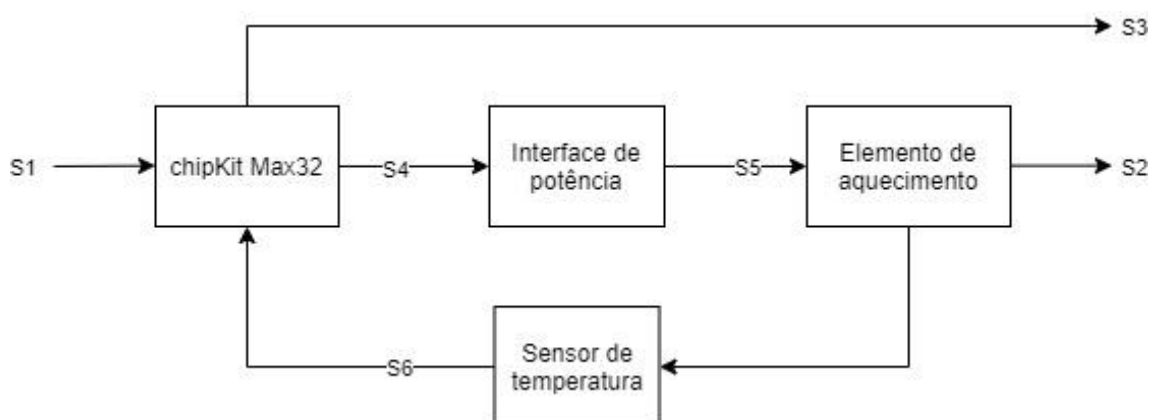 S3
S1
chipKit Max32
S4
Interface de
potência
S5
Elemento de
aquecimento
S2
S6
Sensor de
temperatura